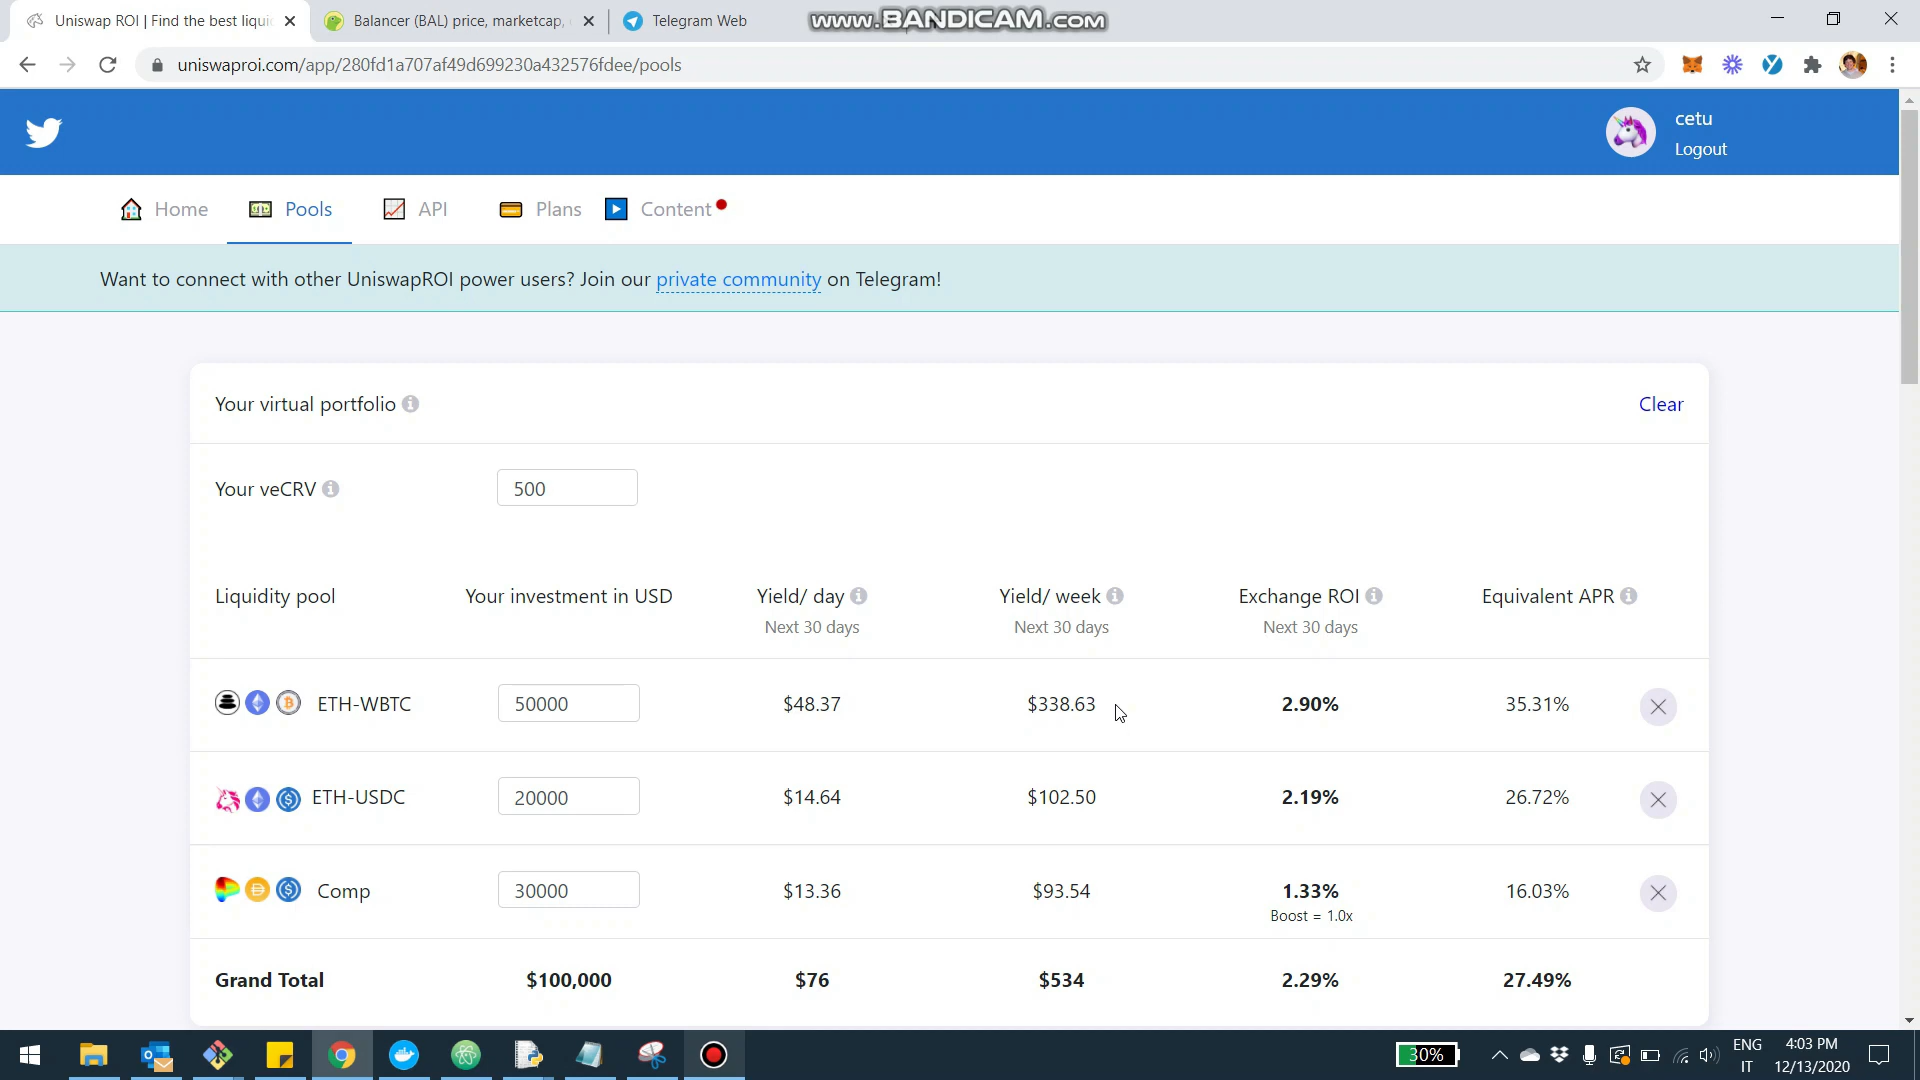 Uniswap ROI | Find the best liqui
Balancer (BAL) price, marketcap,
Telegram Web
www.BANDICAM.com
uniswaproi.com/app/280fd1a707af49d699230a432576fdee/pools
cetu
Logout
Home
Pools
API
Plans
Content
Want to connect with other UniswapROI power users? Join our private community on Telegram!
Your virtual portfolio
Clear
Your veCRV
500
Liquidity pool
Your investment in USD
Yield/ day
Next 30 days
Yield/ week
Next 30 days
Exchange ROI
Next 30 days
Equivalent APR
ETH-WBTC
50000
$48.37
$338.63
2.90%
35.31%
ETH-USDC
20000
$14.64
$102.50
2.19%
26.72%
Comp
30000
$13.36
$93.54
1.33%
Boost = 1.0x
16.03%
Grand Total
$100,000
$76
$534
2.29%
27.49%
30%
ENG
IT
4:03 PM
12/13/2020